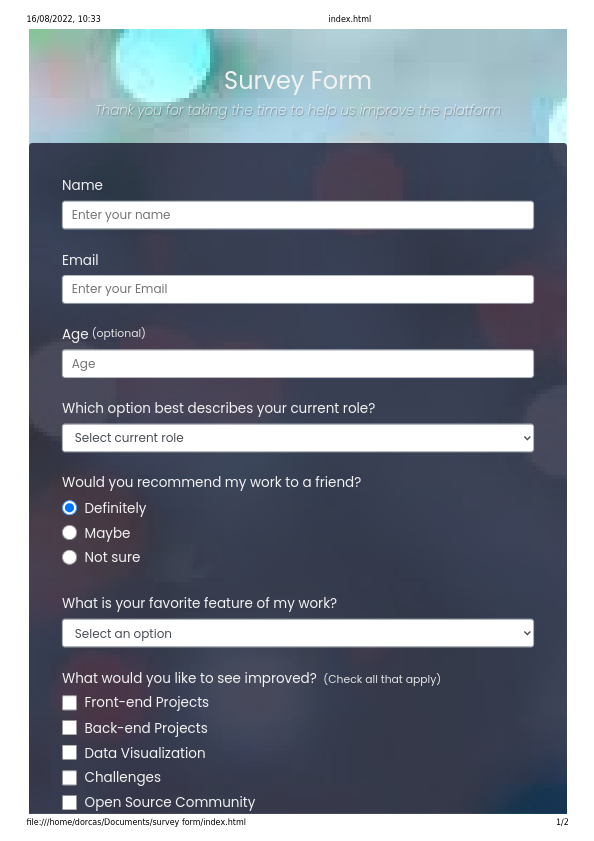 16/08/2022, 10:33 index.html
Survey Form
Thank you for taking the time to help us improve the platform
Name
Enter your name
Email
Enter your Email
Age (optional)
Age
Which option best describes your current role?
Select current role
Would you recommend my work to a friend?
Definitely
Maybe
Not sure
What is your favorite feature of my work?
Select an option
What would you like to see improved? (Check all that apply)
Front-end Projects
Back-end Projects
Data Visualization
Challenges
Open Source Community
file:///home/dorcas/Documents/survey form/index.html 1/2